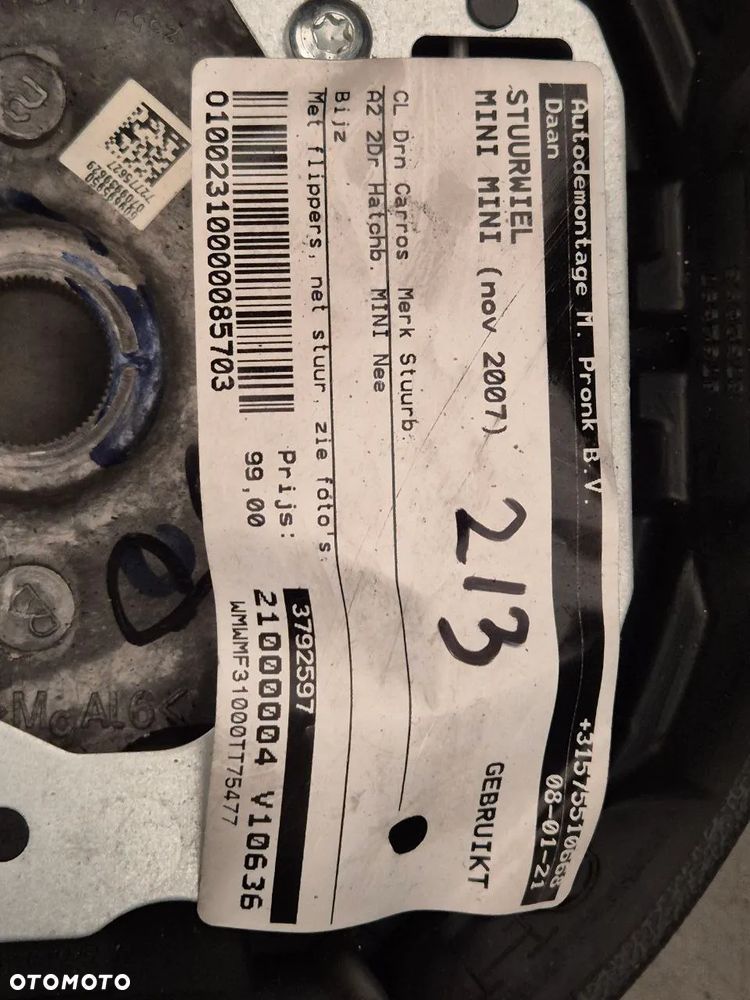 Autodemontage M. Pronk B.V. +31575510668
Daan 08-01-21
STUURWIEL
MINI MINI (nov 2007) GEBRUIKT
213
CL Drn Carros Merk Stuurb.
A2 2Dr Hatchb. MINI Nee
Bijz
Met flippers, net stuur, zie foto's.
0100231000085703
Prijs:
99,00
3792597
21000004 V10636
WMWMF31000TT75477
OTOMOTO